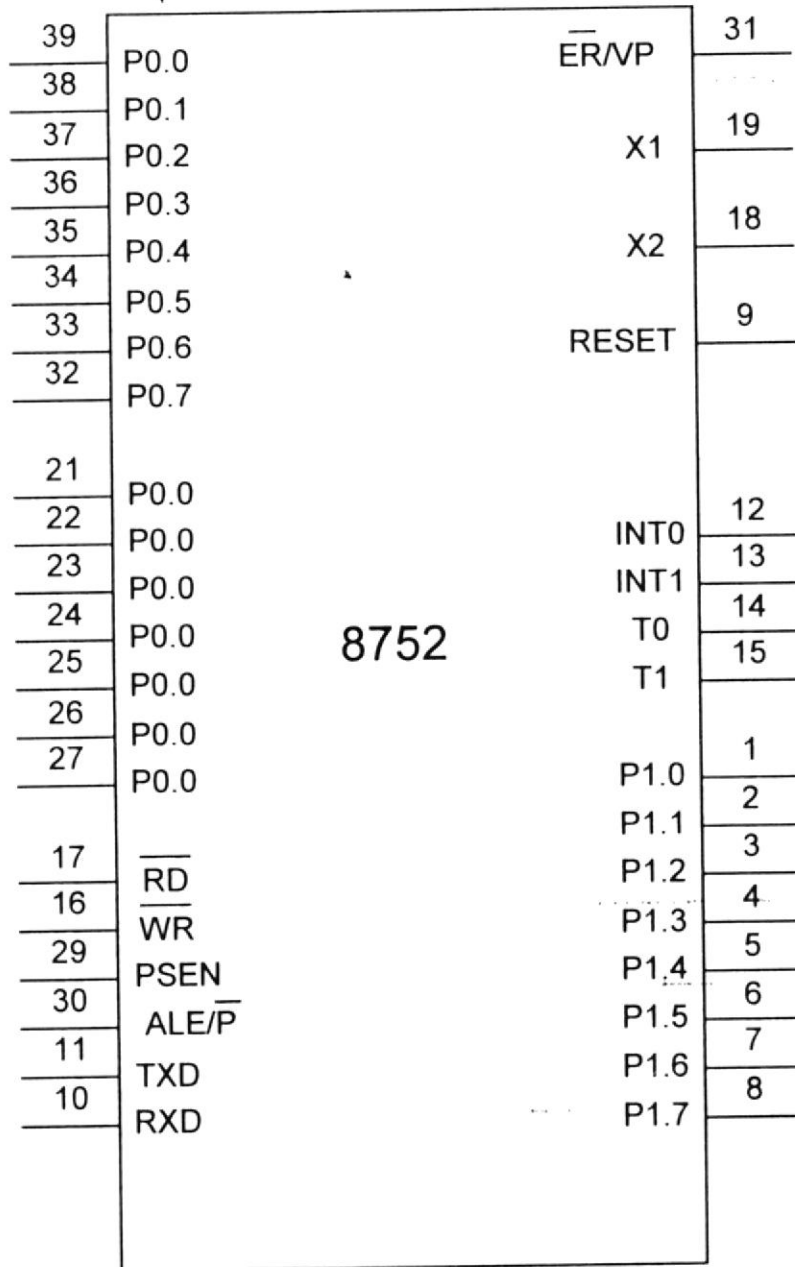 39
P0.0
38
P0.1
37
P0.2
36
P0.3
35
P0.4
34
P0.5
33
P0.6
32
P0.7
21
P0.0
22
P0.0
23
P0.0
24
P0.0
25
P0.0
26
P0.0
27
P0.0
17
R̅D̅
16
W̅R̅
29
PSEN
30
ALE/P̅
11
TXD
10
RXD
8752
31
E̅R̅/VP
19
X1
18
X2
9
RESET
12
INT0
13
INT1
14
T0
15
T1
1
P1.0
2
P1.1
3
P1.2
4
P1.3
5
P1.4
6
P1.5
7
P1.6
8
P1.7